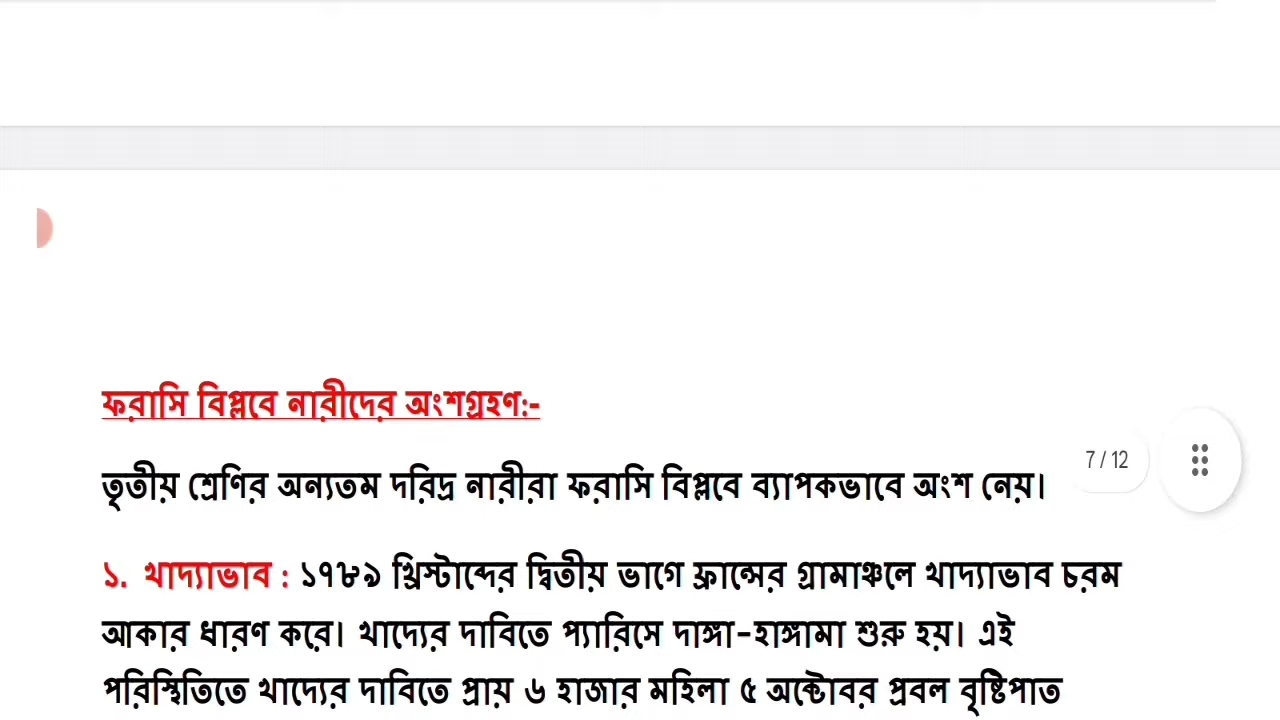 ফরাসি বিপ্লবে নারীদের অংশগ্রহণ:-
তৃতীয় শ্রেণির অন্যতম দরিদ্র নারীরা ফরাসি বিপ্লবে ব্যাপকভাবে অংশ নেয়।
7 / 12
১. খাদ্যাভাব : ১৭৮৯ খ্রিস্টাব্দের দ্বিতীয় ভাগে ফ্রান্সের গ্রামাঞ্চলে খাদ্যাভাব চরম
আকার ধারণ করে। খাদ্যের দাবিতে প্যারিসে দাঙ্গা-হাঙ্গামা শুরু হয়। এই
পরিস্থিতিতে খাদ্যের দাবিতে প্রায় ৬ হাজার মহিলা ৫ অক্টোবর প্রবল বৃষ্টিপাত